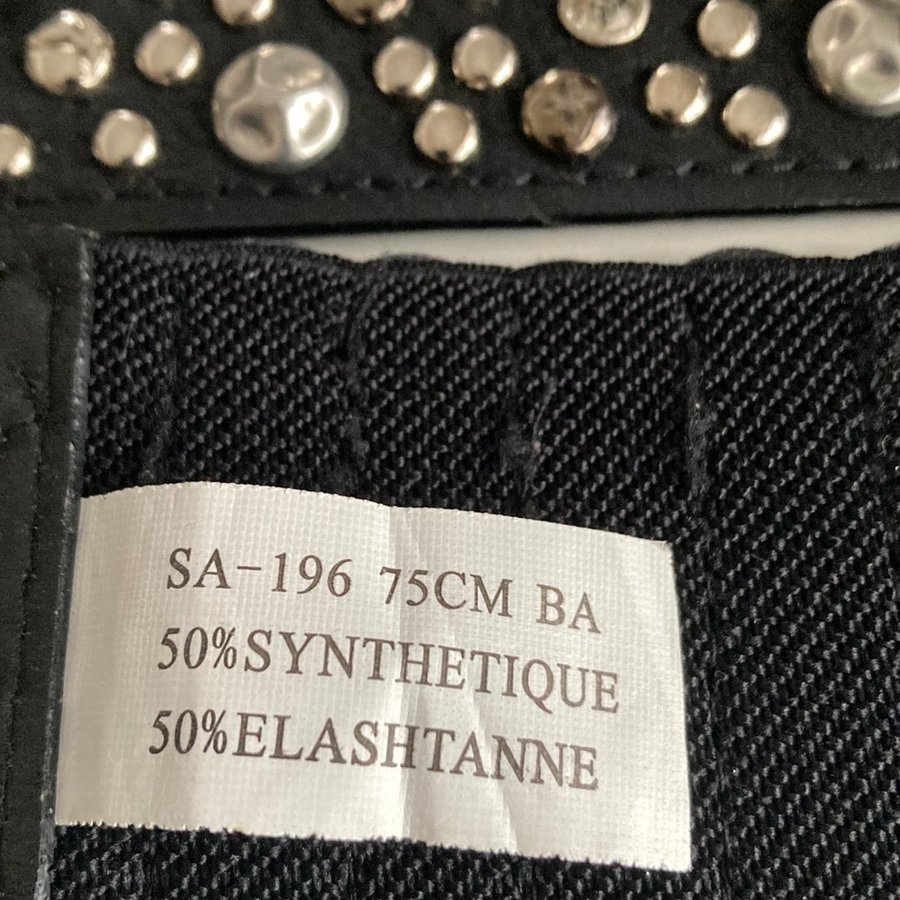 SA-196 75CM BA
50%SYNTHETIQUE
50%ELASHTANNE